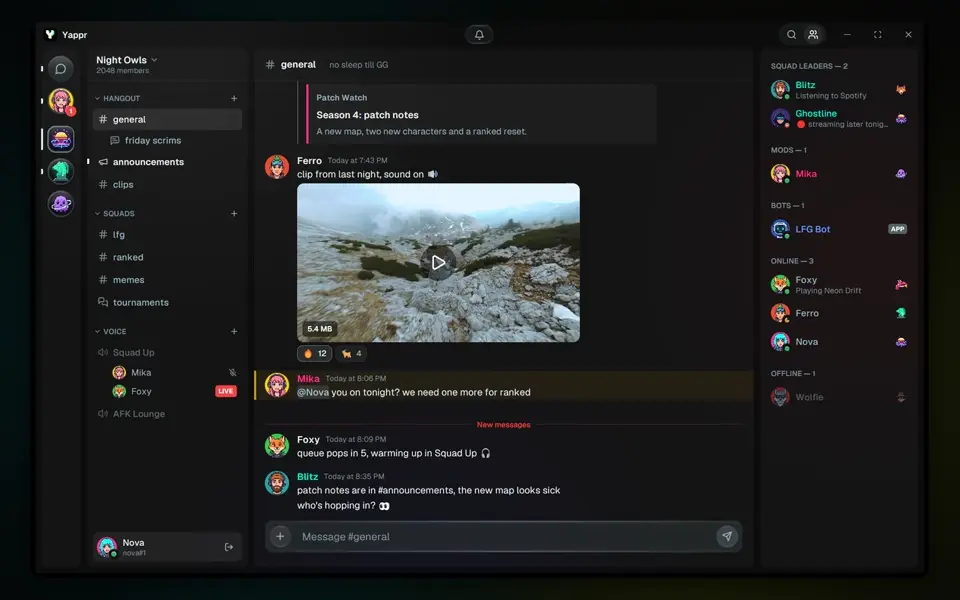 Yappr
Night Owls
2048 members
HANGOUT
general
friday scrims
announcements
clips
SQUADS
lfg
ranked
memes
tournaments
VOICE
Squad Up
Mika
Foxy
LIVE
AFK Lounge
Nova
nova#1
1
# general
no sleep till GG
Patch Watch
Season 4: patch notes
A new map, two new characters and a ranked reset.
Ferro Today at 7:43 PM
clip from last night, sound on
5.4 MB
12
4
Mika Today at 8:06 PM
@Nova you on tonight? we need one more for ranked
New messages
Foxy Today at 8:09 PM
queue pops in 5, warming up in Squad Up
Blitz Today at 8:35 PM
patch notes are in #announcements, the new map looks sick
who's hopping in?
Message #general
SQUAD LEADERS — 2
Blitz
Listening to Spotify
Ghostline
streaming later tonig...
MODS — 1
Mika
BOTS — 1
LFG Bot
APP
ONLINE — 3
Foxy
Playing Neon Drift
Ferro
Nova
OFFLINE — 1
Wolfie